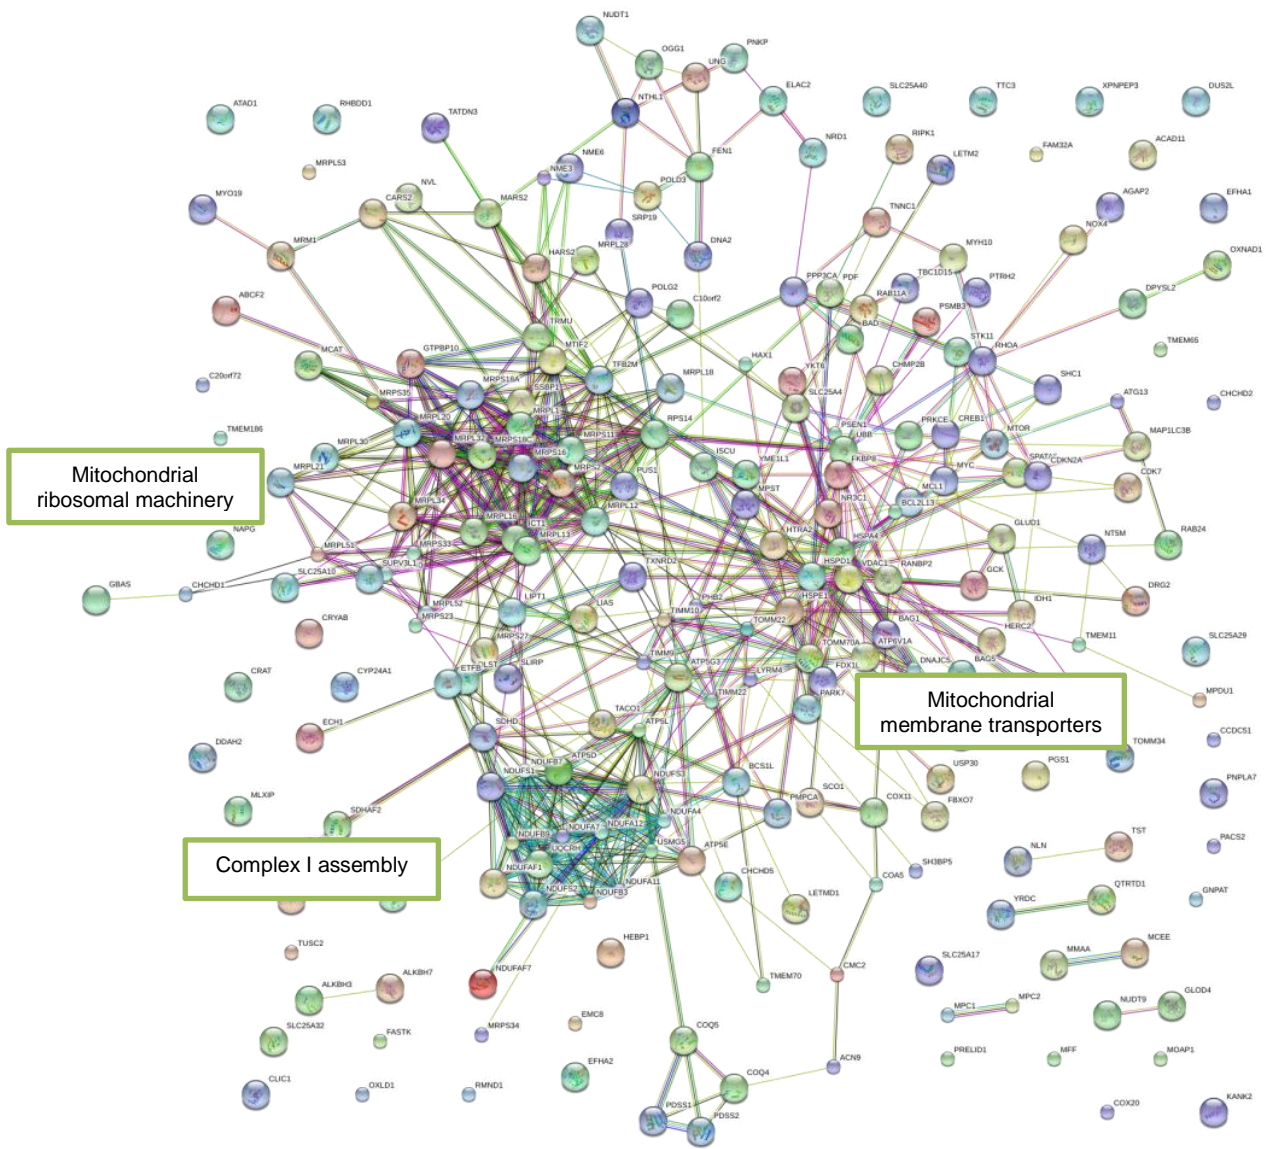 NUDT1
OGG1
PNKP
UNG
ELAC2
SLC25A40
TTC3
XPNPEP3
DUS2L
ATAD1
RHBDD1
TATDN3
NTHL1
NRD1
RIPK1
FAM32A
ACAD11
MRPL53
NME6
NME3
FEN1
LETM2
MYO19
NVL
CARS2
MARS2
POLD3
AGAP2
EFHA1
SRP19
TNNC1
NOX4
MRM1
HARS2
MRPL28
DNA2
MYH10
OXNAD1
ABCF2
POLG2
C10orf2
PPP3CA
PDF
TBC1D15
PTRH2
RAB11A
DPYSL2
PSMB3
BAD
TRMU
MCAT
GTPBP10
MTIF2
TFB2M
MRPL18
HAX1
STK11
RHOA
TMEM65
C20orf72
MRPS35
MRPS18A
SSBP1
YKT6
CHMP2B
SHC1
ATG13
CHCHD2
SLC25A4
TMEM186
MRPL20
MRPL1
RPS14
PSEN1
UBB
PRKCE
CREB1
MTOR
MAP1LC3B
MRPL30
MRPL32
MRPS18C
MRPS11
Mitochondrial
ribosomal machinery
MRPL21
MRPS16
MRPS2
PUS1
ISCU
YME1L1
FKBP8
MYC
CDKN2A
CDK7
MPST
MCL1
BCL2L13
NR3C1
NAPG
MRPL34
MRPL16
ICT1
MRPL12
MRPL13
HTRA2
GLUD1
NT5M
RAB24
MRPL51
MRPS33
HSPD1
VDAC1
RANBP2
GBAS
CHCHD1
SLC25A10
SUPV3L1
TXNRD2
GCK
DRG2
MRPL52
LIPT1
LIAS
PHB2
HSPE1
IDH1
HERC2
CRYAB
MRPS23
TIMM10
TOMM22
BAG1
ATP6V1A
TMEM11
MRPS27
TIMM9
TOMM70A
BAG5
SLC25A29
CRAT
CYP24A1
ETFB
DLST
SLIRP
ATP5G3
LYRM4
FDX1L
DNAJC5
Mitochondrial
membrane transporters
MPDU1
TIMM22
PARK7
ECH1
SDHD
TACO1
ATP5L
CCDC51
DDAH2
TOMM34
NDUFS1
NDUFB7
ATP5D
NDUFS3
BCS1L
USP30
PGS1
PNPLA7
MLXIP
SDHAF2
PMPCA
SCO1
COX11
FBXO7
NDUFA4
NDUFB9
NDUFA7
NDUFA12
Complex I assembly
UQCRH
USMG5
ATP5E
NDUFAF1
NDUFA11
CHCHD5
SH3BP5
NLN
TST
PACS2
NDUFS2
NDUFB3
LETMD1
COA5
YRDC
QTRTD1
GNPAT
TUSC2
HEBP1
MMAA
MCEE
NDUFAF7
TMEM70
CMC2
SLC25A17
ALKBH3
ALKBH7
MPC1
MPC2
NUDT9
GLOD4
SLC25A32
FASTK
MRPS34
EMC8
COQ5
PRELID1
MFF
MOAP1
EFHA2
COQ4
ACN9
CLIC1
OXLD1
RMND1
PDSS1
PDSS2
COX20
KANK2